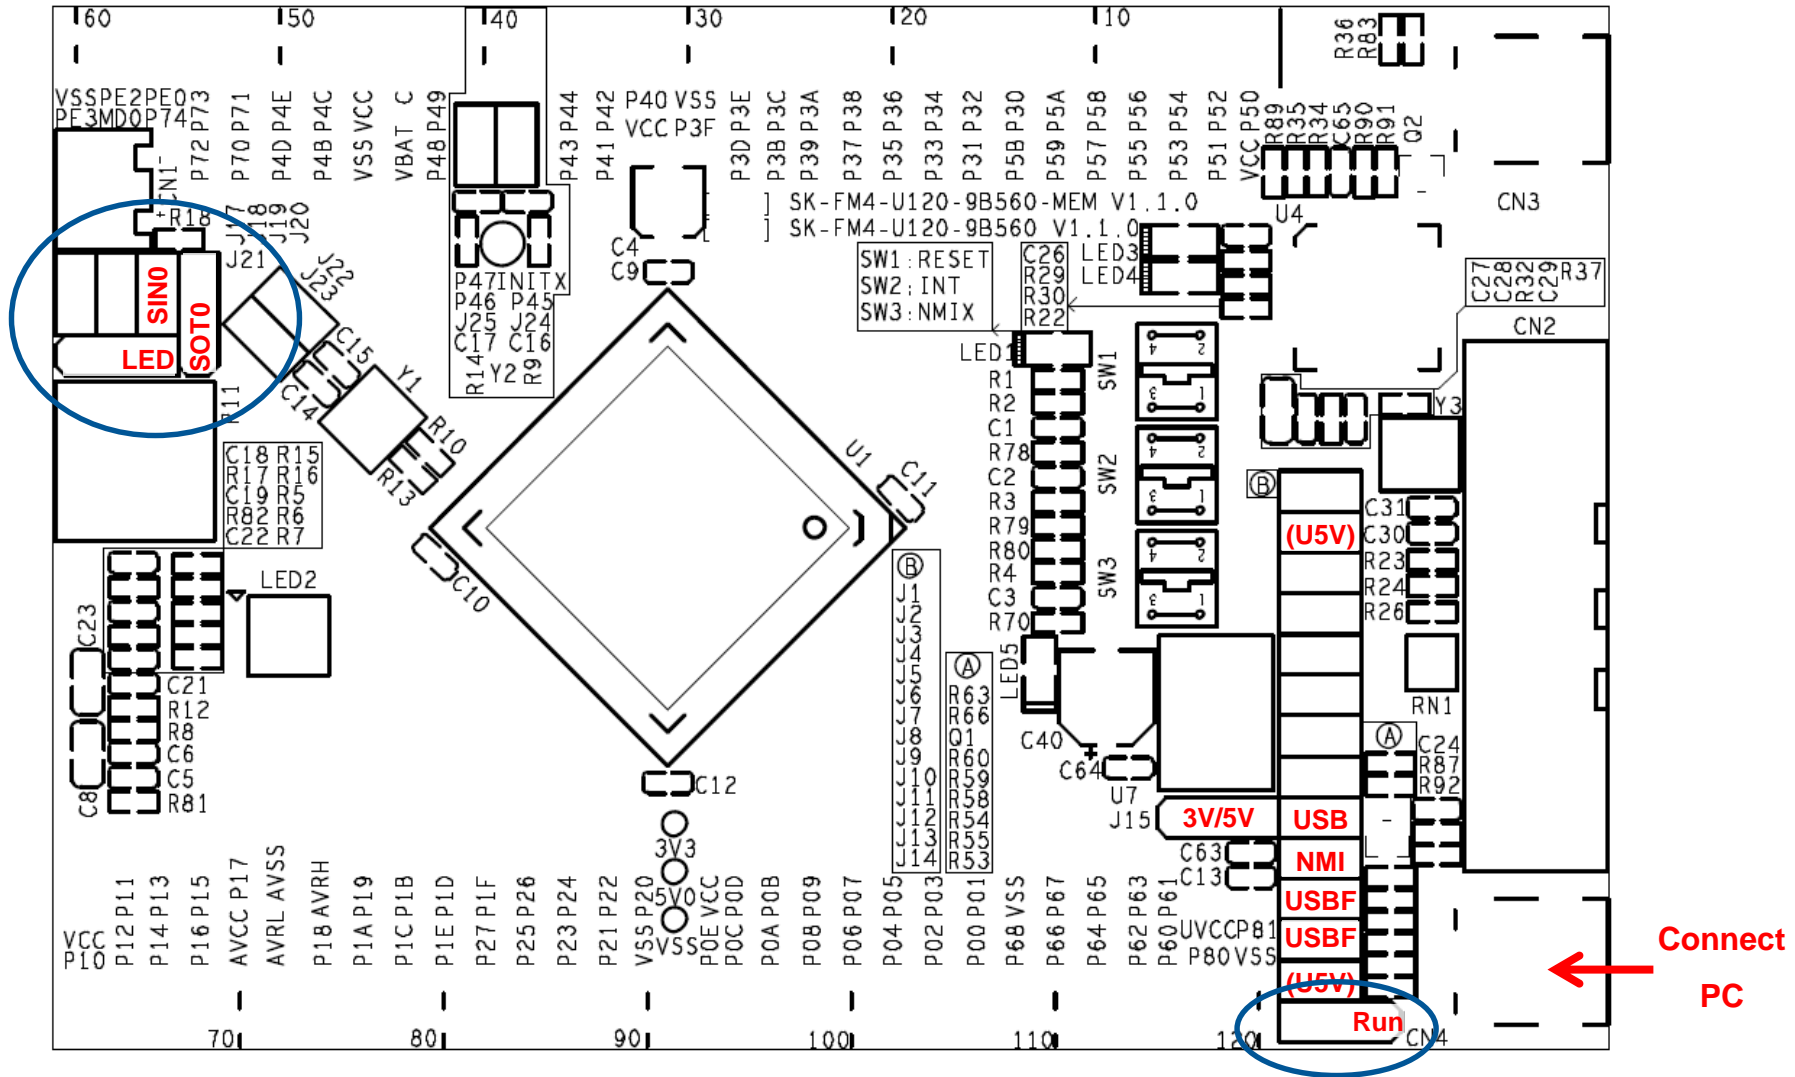 60 50 40 30 20 10
VSSPE2PE0
PE3MD0P74
P72 P73
P70 P71
P4D P4E
P4B P4C
VSS VCC
VBAT C
P48 P49
P43 P44
P41 P42
P40 VSS
VCC P3F
P3D P3E
P3B P3C
P39 P3A
P37 P38
P35 P36
P33 P34
P31 P32
P5B P30
P59 P5A
P57 P58
P55 P56
P53 P54
P51 P52
VCC P50
R89
R35
R34
C65
R90
R91
Q2
R36
R83
CN3
U4
CN1
-
+R18
J17
J18
J19
J20
J21
J22
J23
SIN0
SOT0
LED
R11
C15
C14
Y1
R10
R13
P47INITX
P46 P45
J25 J24
C17 C16
R14
Y2
R9
C4
C9
[ ] SK-FM4-U120-9B560-MEM V1.1.0
[ ] SK-FM4-U120-9B560 V1.1.0
SW1:RESET
SW2:INT
SW3:NMIX
C26
R29
R30
R22
LED3
LED4
C27
C28
R32
C29
R37
CN2
LED1
R1
R2
C1
R78
C2
R3
R79
R80
R4
C3
R70
SW1
4 2
3 1
SW2
4 2
3 1
SW3
4 2
3 1
Y3
U1
C11
C10
C12
C18 R15
R17 R16
C19 R5
R82 R6
C22 R7
LED2
C23
C21
R12
R8
C6
C5
R81
C8
B
J1
J2
J3
J4
J5
J6
J7
J8
J9
J10
J11
J12
J13
J14
A
R63
R66
Q1
R60
R59
R58
R54
R55
R53
LED5
C40
+
C64
U7
J15
3V/5V
C63
C13
B
(U5V)
USB
NMI
USBF
USBF
(U5V)
Run
C31
C30
R23
R24
R26
RN1
A
C24
R87
R92
3V3
5V0
VSS
VCC
P10
P12 P11
P14 P13
P16 P15
AVCC P17
AVRL AVSS
P18 AVRH
P1A P19
P1C P1B
P1E P1D
P27 P1F
P25 P26
P23 P24
P21 P22
VSS P20
P0E VCC
P0C P0D
P0A P0B
P08 P09
P06 P07
P04 P05
P02 P03
P00 P01
P68 VSS
P66 P67
P64 P65
P62 P63
P60 P61
UVCCP81
P80 VSS
Connect
PC
CN4
70 80 90 100 110 120